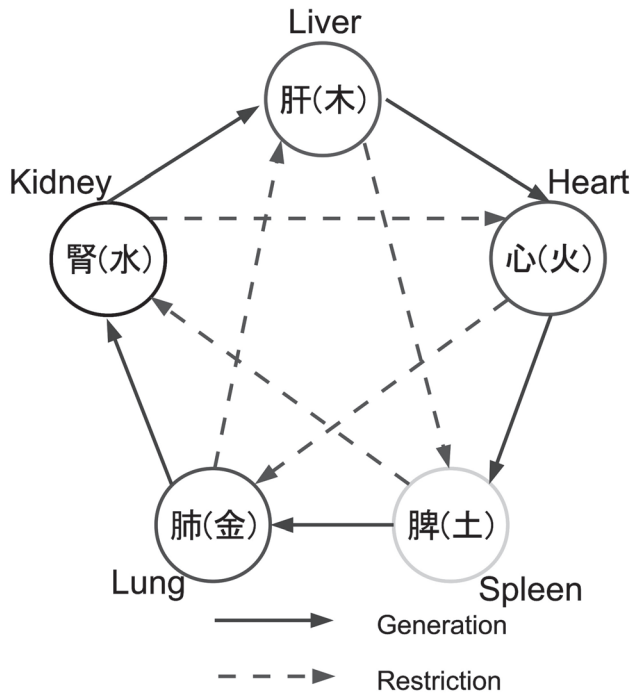 Liver
肝(木)
Kidney
Heart
腎(水)
心(火)
肺(金)
脾(土)
Lung
Spleen
Generation
Restriction